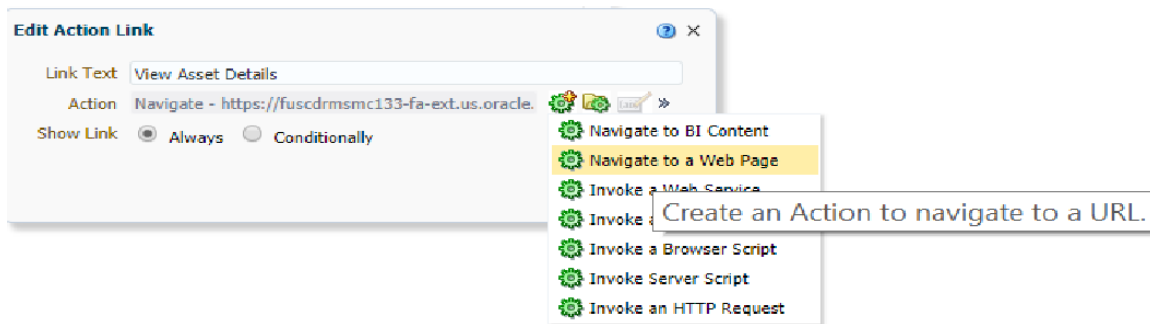 Edit Action Link
Link Text View Asset Details
Action Navigate - https://fuscdrmsmc133-fa-ext.us.oracle.
Show Link Always Conditionally
Navigate to BI Content
Navigate to a Web Page
Invoke a Web Service
Create an Action to navigate to a URL.
Invoke a
Invoke a Browser Script
Invoke Server Script
Invoke an HTTP Request